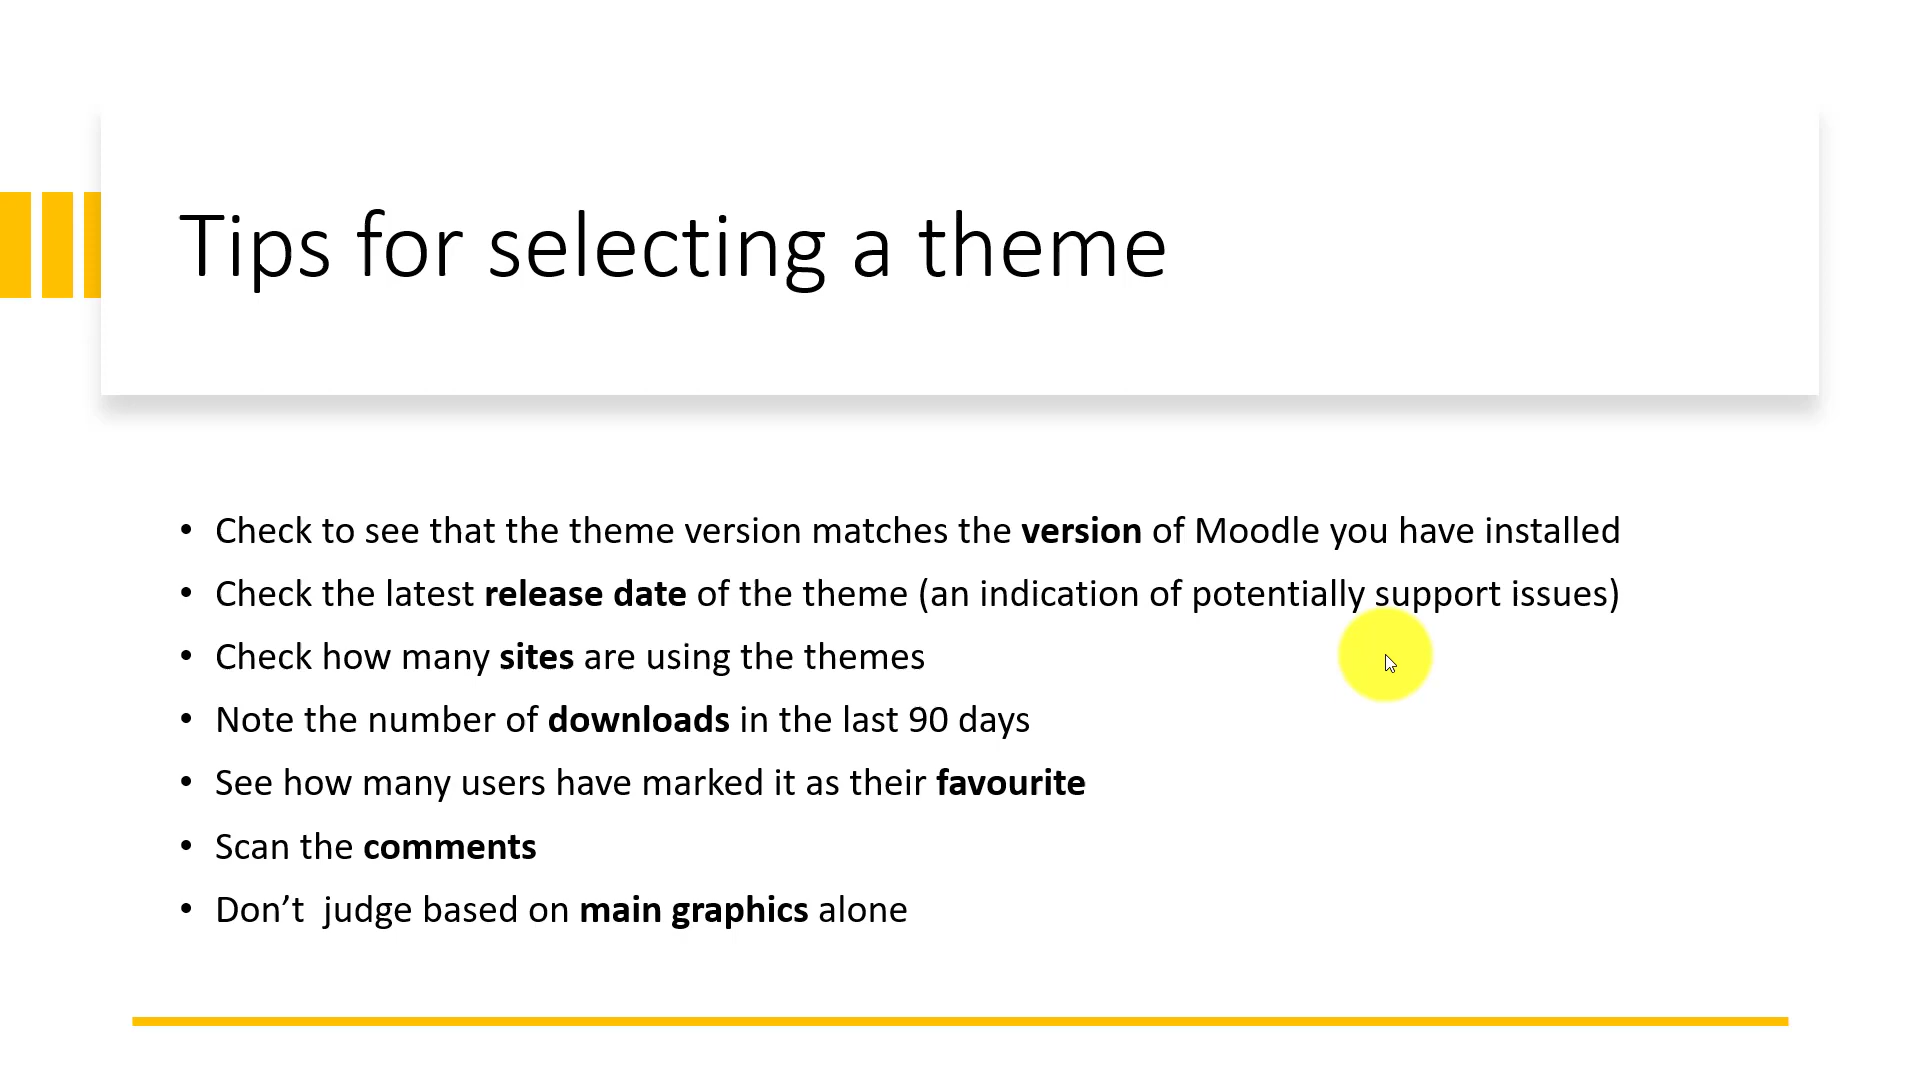 Tips for selecting a theme
• Check to see that the theme version matches the version of Moodle you have installed
• Check the latest release date of the theme (an indication of potentially support issues)
• Check how many sites are using the themes
• Note the number of downloads in the last 90 days
• See how many users have marked it as their favourite
• Scan the comments
• Don’t  judge based on main graphics alone